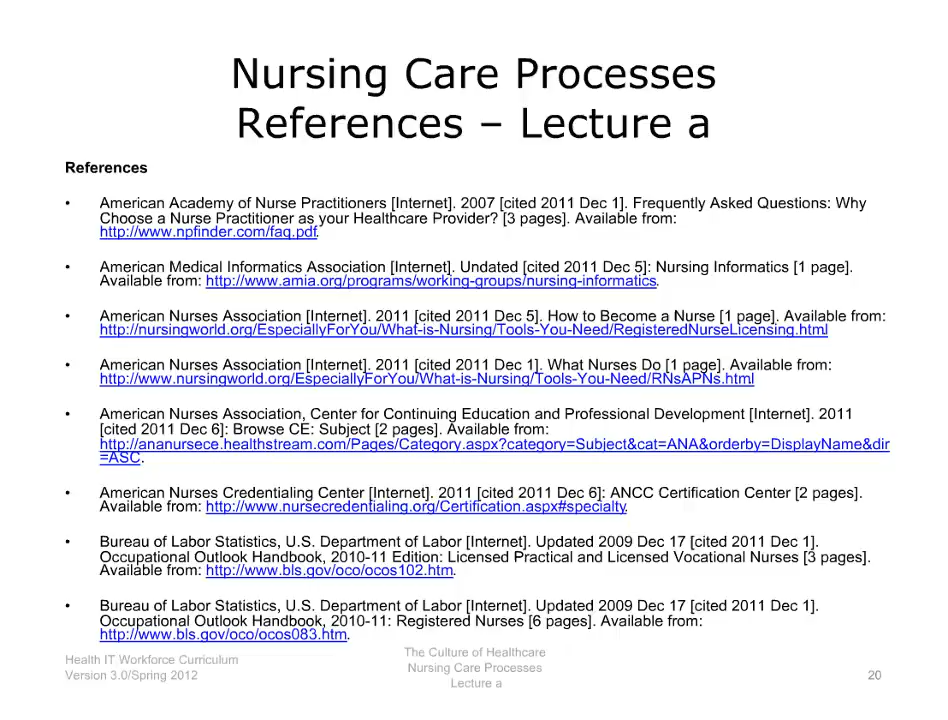 Nursing Care Processes
References – Lecture a
References
• American Academy of Nurse Practitioners [Internet]. 2007 [cited 2011 Dec 1]. Frequently Asked Questions: Why
Choose a Nurse Practitioner as your Healthcare Provider? [3 pages]. Available from:
http://www.npfinder.com/faq.pdf.
• American Medical Informatics Association [Internet]. Undated [cited 2011 Dec 5]: Nursing Informatics [1 page].
Available from: http://www.amia.org/programs/working-groups/nursing-informatics.
• American Nurses Association [Internet]. 2011 [cited 2011 Dec 5]. How to Become a Nurse [1 page]. Available from:
http://nursingworld.org/EspeciallyForYou/What-is-Nursing/Tools-You-Need/RegisteredNurseLicensing.html
• American Nurses Association [Internet]. 2011 [cited 2011 Dec 1]. What Nurses Do [1 page]. Available from:
http://www.nursingworld.org/EspeciallyForYou/What-is-Nursing/Tools-You-Need/RNsAPNs.html
• American Nurses Association, Center for Continuing Education and Professional Development [Internet]. 2011
[cited 2011 Dec 6]: Browse CE: Subject [2 pages]. Available from:
http://ananursece.healthstream.com/Pages/Category.aspx?category=Subject&cat=ANA&orderby=DisplayName&dir
=ASC.
• American Nurses Credentialing Center [Internet]. 2011 [cited 2011 Dec 6]: ANCC Certification Center [2 pages].
Available from: http://www.nursecredentialing.org/Certification.aspx#specialty.
• Bureau of Labor Statistics, U.S. Department of Labor [Internet]. Updated 2009 Dec 17 [cited 2011 Dec 1].
Occupational Outlook Handbook, 2010-11 Edition: Licensed Practical and Licensed Vocational Nurses [3 pages].
Available from: http://www.bls.gov/oco/ocos102.htm.
• Bureau of Labor Statistics, U.S. Department of Labor [Internet]. Updated 2009 Dec 17 [cited 2011 Dec 1].
Occupational Outlook Handbook, 2010-11: Registered Nurses [6 pages]. Available from:
http://www.bls.gov/oco/ocos083.htm.
Health IT Workforce Curriculum
Version 3.0/Spring 2012
The Culture of Healthcare
Nursing Care Processes
Lecture a
20